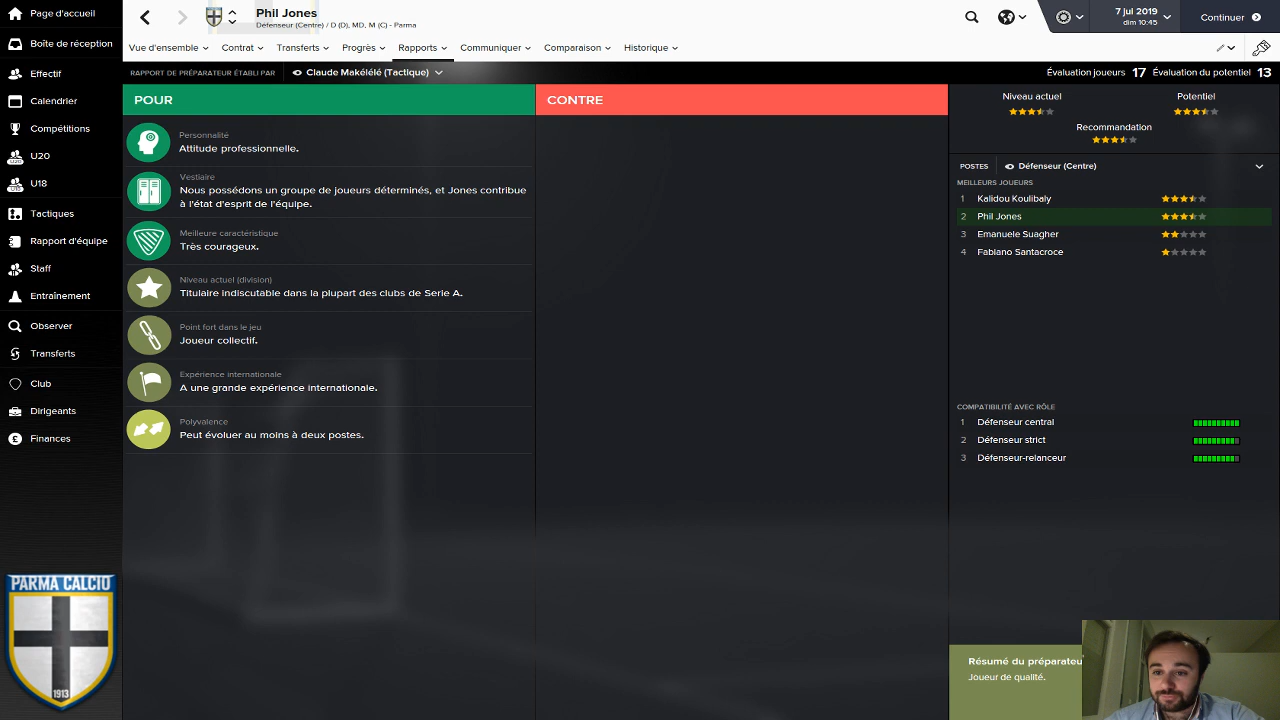 Page d'accueil
Boîte de réception
Effectif
Calendrier
Compétitions
U20
U18
Tactiques
Rapport d'équipe
Staff
Entraînement
Observer
Transferts
Club
Dirigeants
Finances
PARMA CALCIO
1913
Phil Jones
Défenseur (Centre) / D (D), MD, M (C) - Parma
7 jul 2019
dim 10:45
Continuer
Vue d'ensemble
Contrat
Transferts
Progrès
Rapports
Communiquer
Comparaison
Historique
RAPPORT DE PRÉPARATEUR ÉTABLI PAR
Claude Makélélé (Tactique)
Évaluation joueurs 17 Évaluation du potentiel 13
POUR
Personnalité
Attitude professionnelle.
Vestiaire
Nous possédons un groupe de joueurs déterminés, et Jones contribue
à l'état d'esprit de l'équipe.
Meilleure caractéristique
Très courageux.
Niveau actuel (division)
Titulaire indiscutable dans la plupart des clubs de Serie A.
Point fort dans le jeu
Joueur collectif.
Expérience internationale
A une grande expérience internationale.
Polyvalence
Peut évoluer au moins à deux postes.
CONTRE
Niveau actuel
Potentiel
Recommandation
POSTES
Défenseur (Centre)
MEILLEURS JOUEURS
1 Kalidou Koulibaly
2 Phil Jones
3 Emanuele Suagher
4 Fabiano Santacroce
COMPATIBILITÉ AVEC RÔLE
1 Défenseur central
2 Défenseur strict
3 Défenseur-relanceur
Résumé du préparateu
Joueur de qualité.